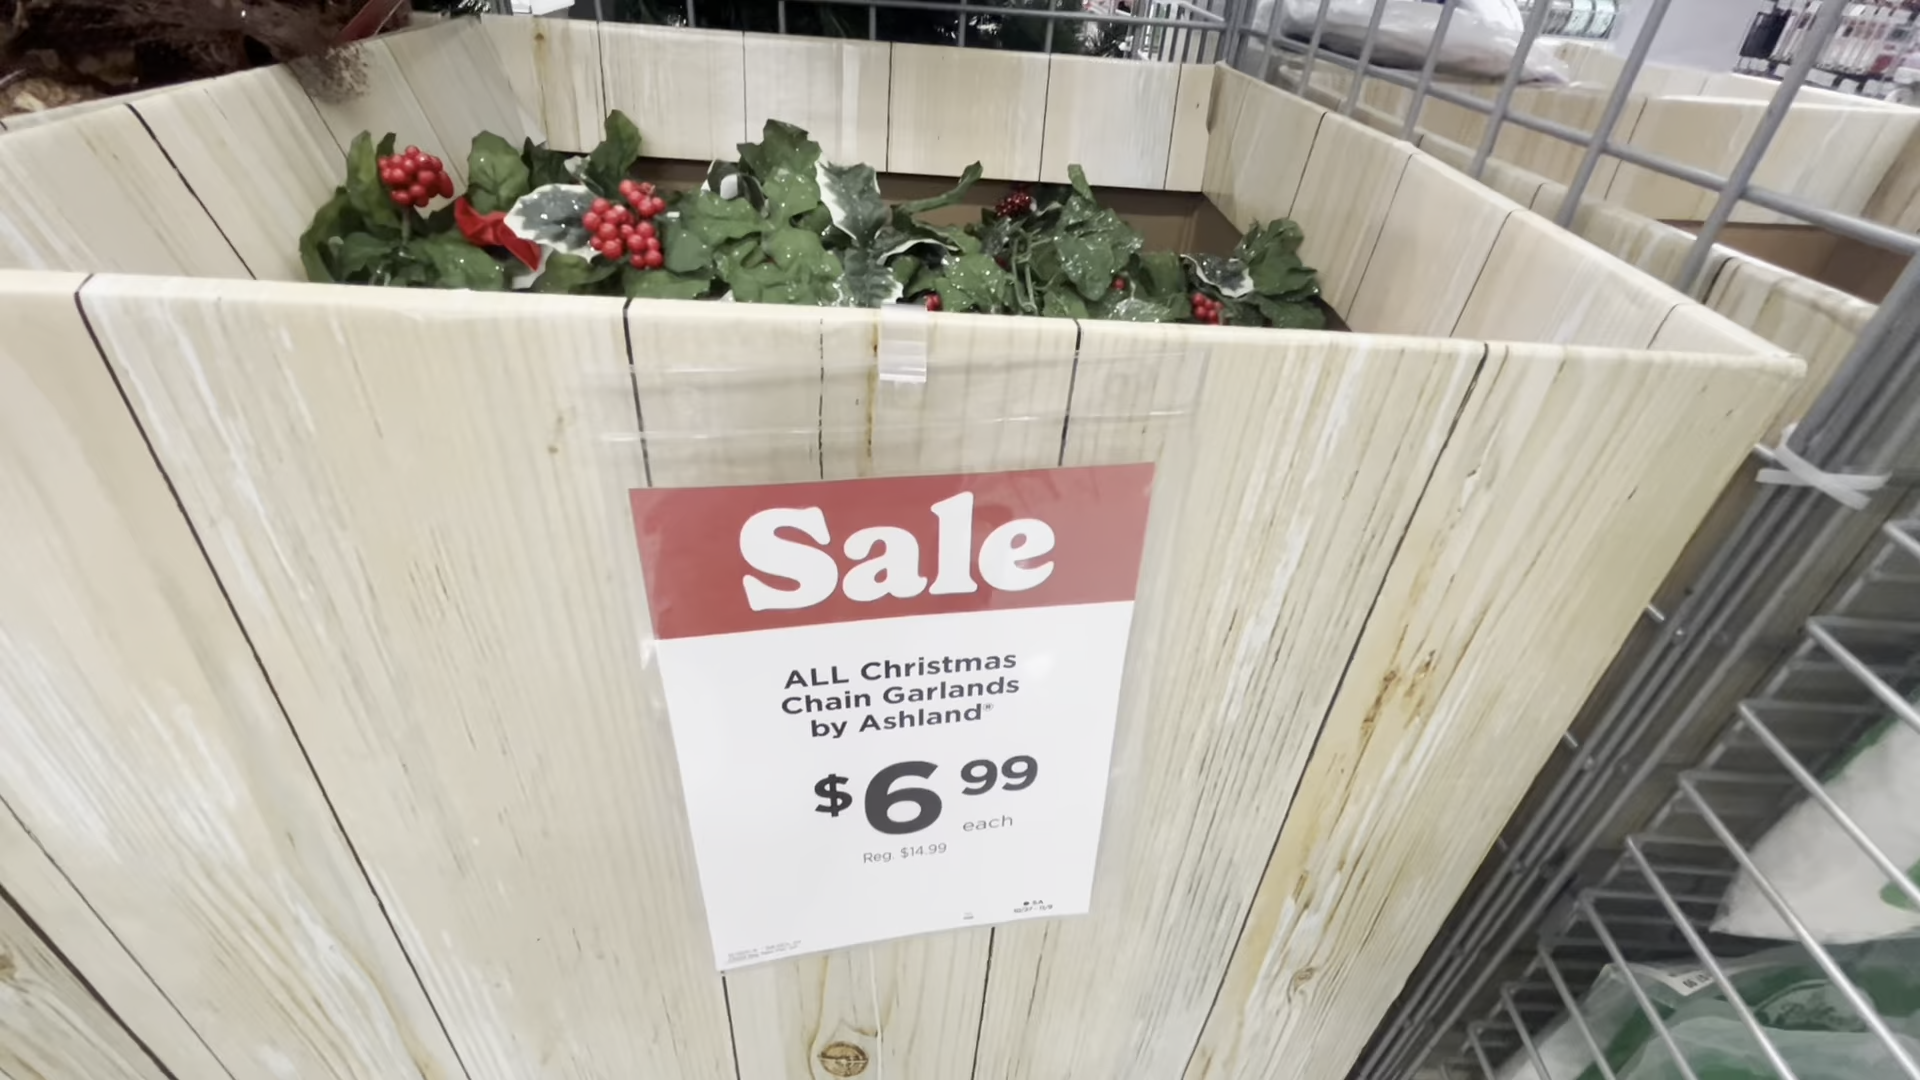 Sale
ALL Christmas
Chain Garlands
by Ashland®
$6 99
each
Reg. $14.99